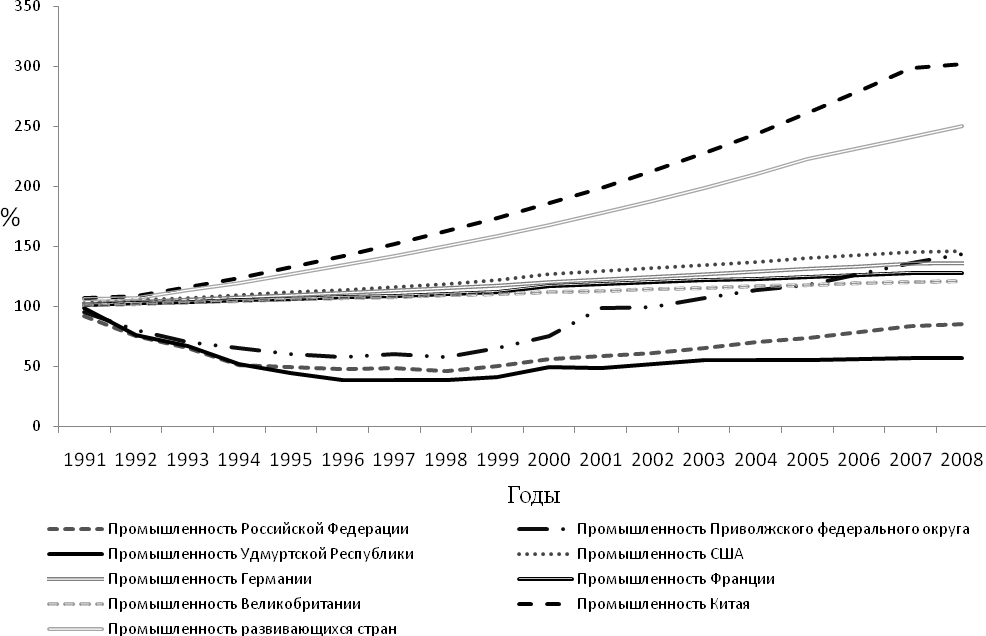 350
300
250
200
%
150
100
50
0
1991 1992 1993 1994 1995 1996 1997 1998 1999 2000 2001 2002 2003 2004 2005 2006 2007 2008
Годы
Промышленность Российской Федерации
Промышленность Приволжского федерального округа
Промышленность Удмуртской Республики
Промышленность США
Промышленность Германии
Промышленность Франции
Промышленность Великобритании
Промышленность Китая
Промышленность развивающихся стран